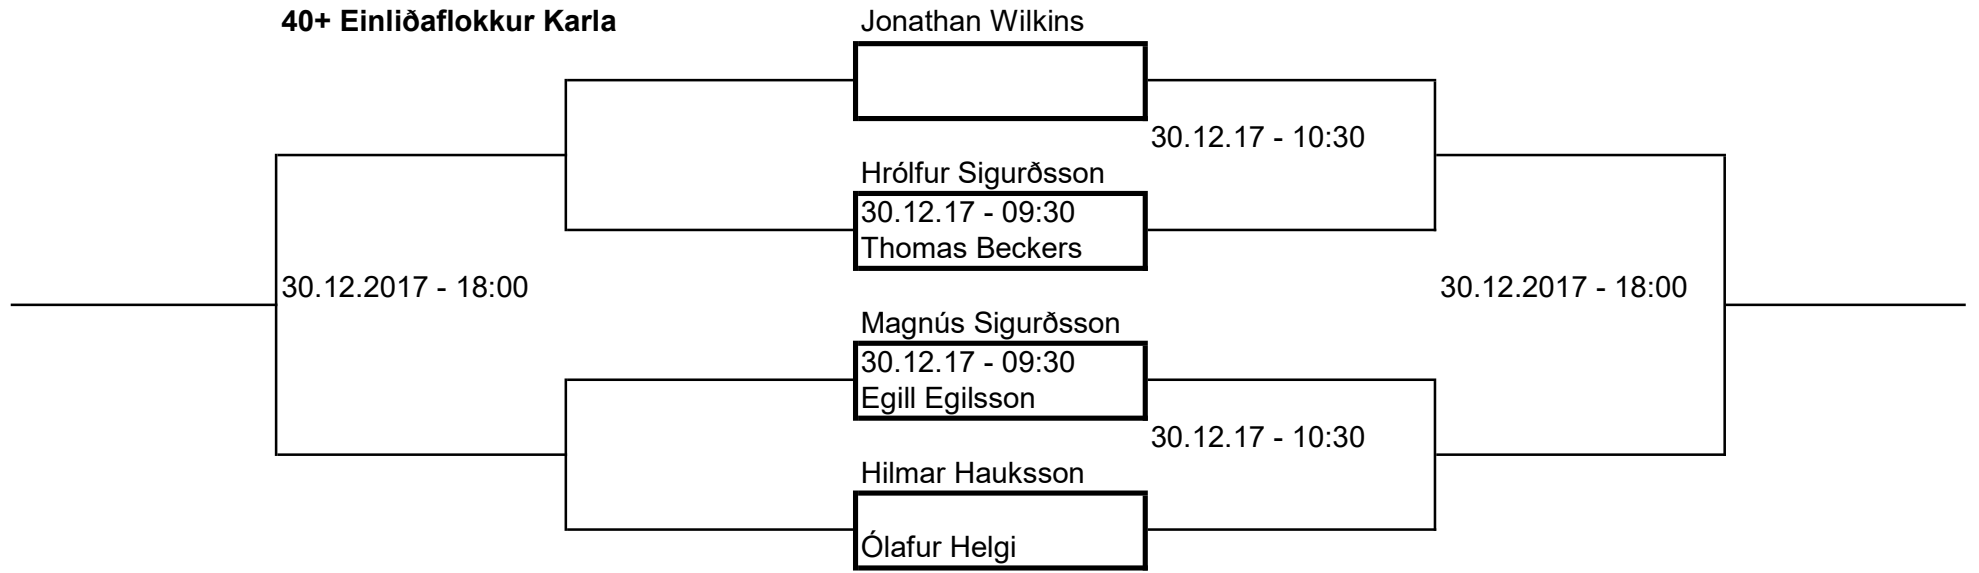 40+ Einliðaflokkur Karla
Jonathan Wilkins
30.12.17 - 10:30
Hrólfur Sigurðsson
30.12.17 - 09:30
Thomas Beckers
30.12.2017 - 18:00
30.12.2017 - 18:00
Magnús Sigurðsson
30.12.17 - 09:30
Egill Egilsson
30.12.17 - 10:30
Hilmar Hauksson
Ólafur Helgi